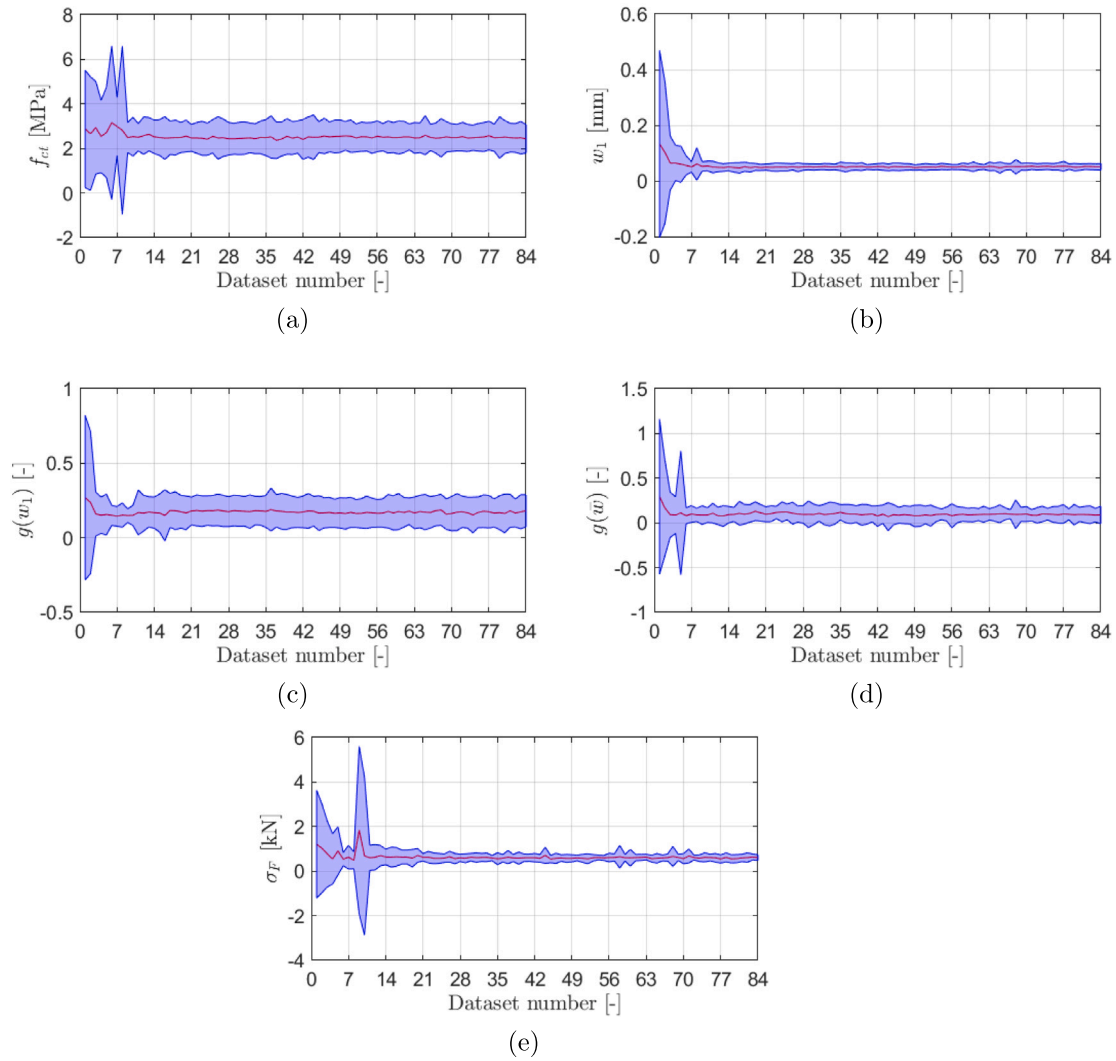 8
6
4
2
0
-2
f_{ct} [MPa]
0 7 14 21 28 35 42 49 56 63 70 77 84
Dataset number [-]
(a)
0.6
0.4
0.2
0
-0.2
w_1 [mm]
0 7 14 21 28 35 42 49 56 63 70 77 84
Dataset number [-]
(b)
1
0.5
0
-0.5
g(w_1) [-]
0 7 14 21 28 35 42 49 56 63 70 77 84
Dataset number [-]
(c)
1.5
1
0.5
0
-0.5
-1
g(w̄) [-]
0 7 14 21 28 35 42 49 56 63 70 77 84
Dataset number [-]
(d)
6
4
2
0
-2
-4
σ_F [kN]
0 7 14 21 28 35 42 49 56 63 70 77 84
Dataset number [-]
(e)